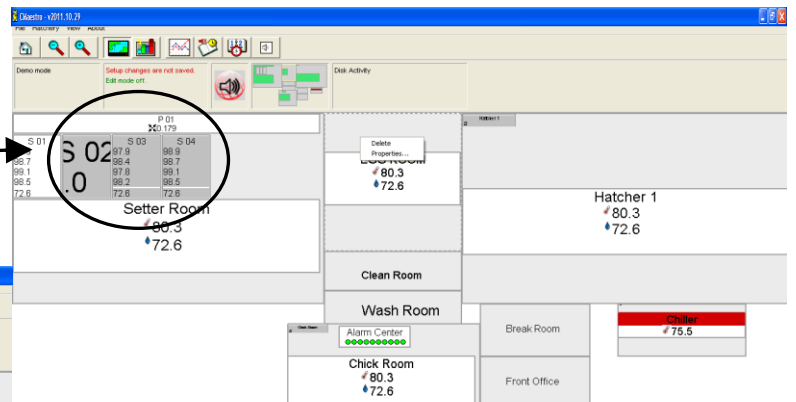 CMaestro - v2011.10.29
File Hatchery View About
Demo mode
Setup changes are not saved.
Edit mode off.
Disk Activity
P 01
0.179
S 01
98.7
99.1
98.5
72.6
S 02
.0
S 03
97.9
98.4
97.8
98.2
72.6
S 04
98.9
98.7
99.1
98.5
72.6
Setter Room
80.3
72.6
Delete
Properties...
EGG ROOM
80.3
72.6
Hatcher 1
Hatcher 1
80.3
72.6
Clean Room
Wash Room
Alarm Center
Chick Room
80.3
72.6
Break Room
Front Office
Chiller
75.5